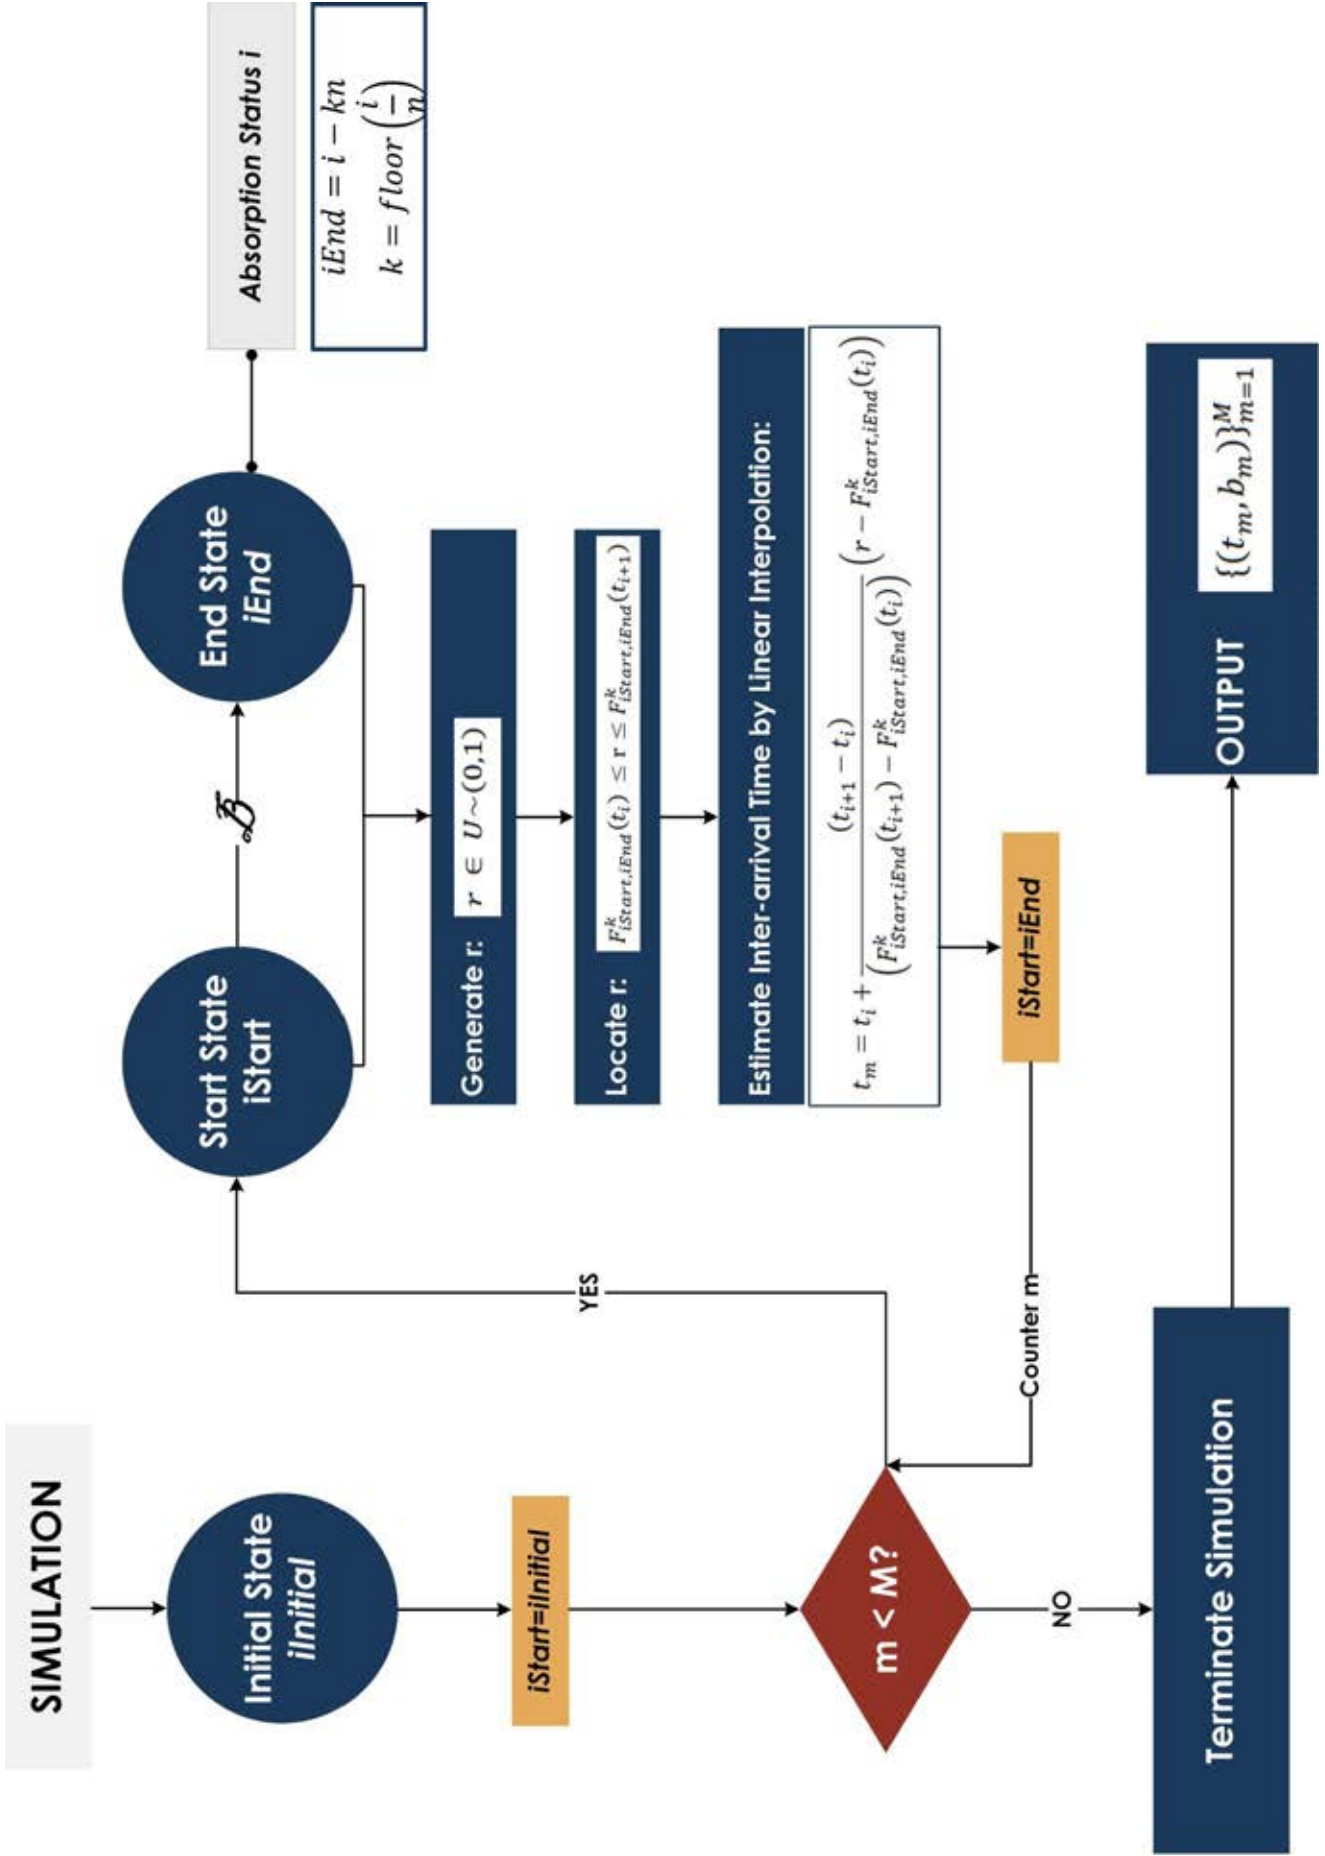 SIMULATION
Initial State
iInitial
iStart=iInitial
m < M?
YES
NO
Terminate Simulation
OUTPUT
{(t_m, b_m)}_{m=1}^M
Start State
iStart
ℬ
End State
iEnd
Absorption Status i
iEnd = i − kn
k = floor(i/n)
Generate r: r ∈ U~(0,1)
Locate r: F^k_{iStart,iEnd}(t_i) ≤ r ≤ F^k_{iStart,iEnd}(t_{i+1})
Estimate Inter-arrival Time by Linear Interpolation:
t_m = t_i + (t_{i+1} − t_i) / (F^k_{iStart,iEnd}(t_{i+1}) − F^k_{iStart,iEnd}(t_i)) (r − F^k_{iStart,iEnd}(t_i))
iStart=iEnd
Counter m